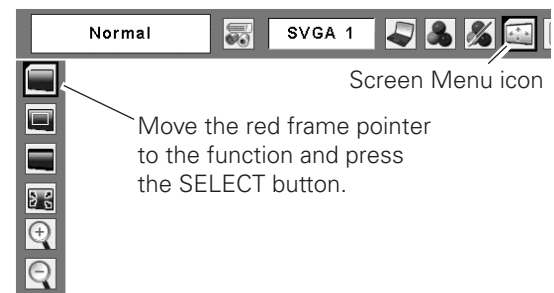 Normal
SVGA 1
Screen Menu icon
Move the red frame pointer
to the function and press
the SELECT button.